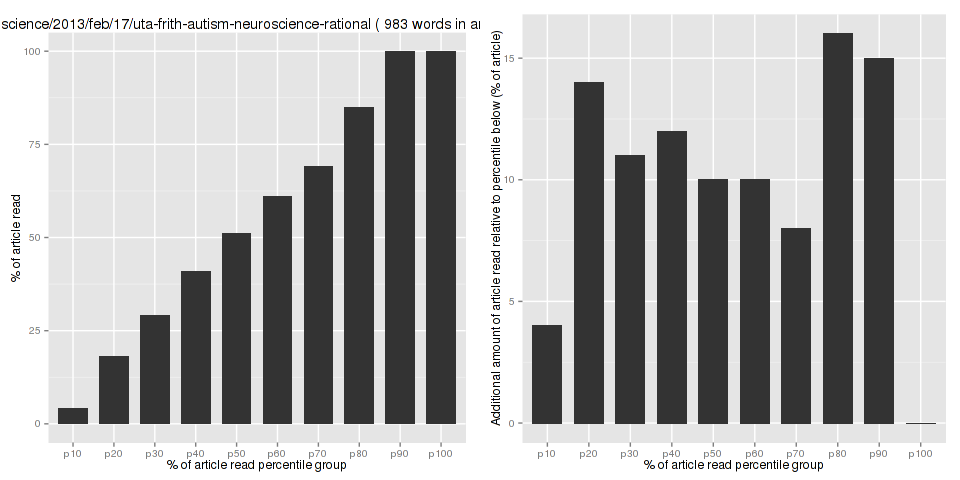 science/2013/feb/17/uta-frith-autism-neuroscience-rational ( 983 words in ar
100
75
50
25
0
% of article read
p10 p20 p30 p40 p50 p60 p70 p80 p90 p100
% of article read percentile group
15
10
5
0
Additional amount of article read relative to percentile below (% of article)
p10 p20 p30 p40 p50 p60 p70 p80 p90 p100
% of article read percentile group